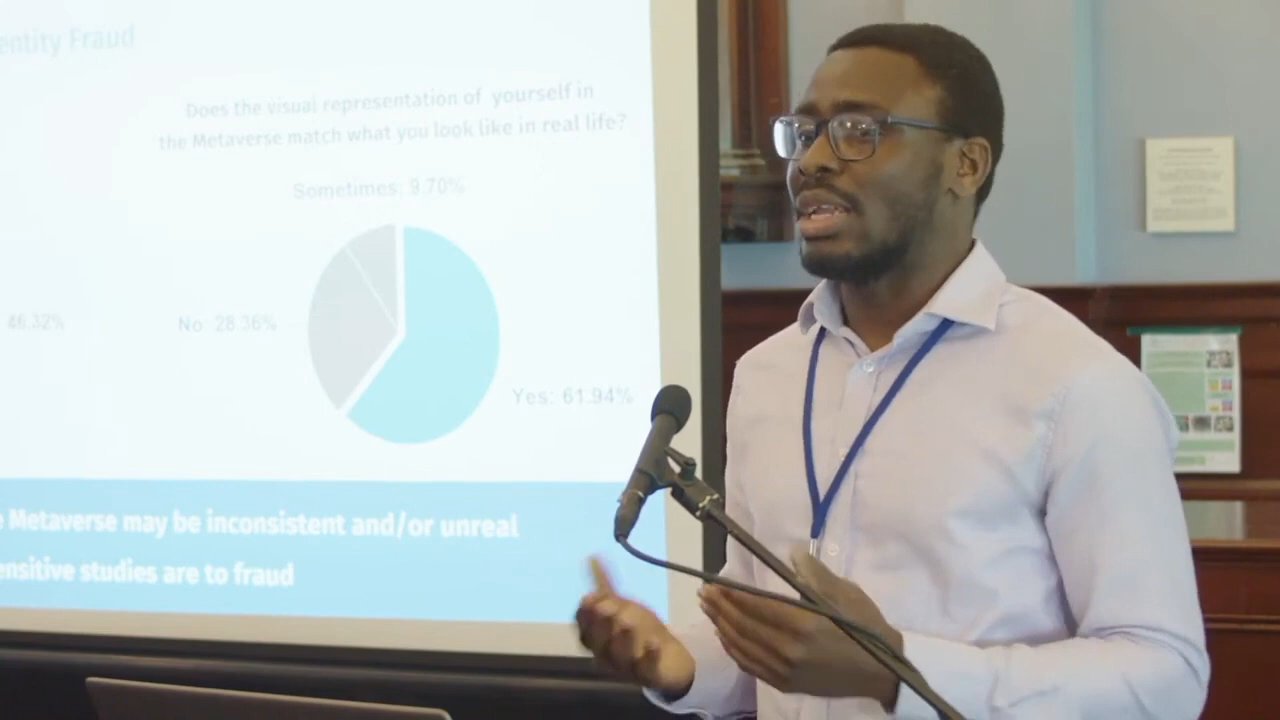 entity Fraud
Does the visual representation of yourself in
the Metaverse match what you look like in real life?
Sometimes: 9.70%
46.32%
No: 28.36%
Yes: 61.94%
Metaverse may be inconsistent and/or unreal
ensitive studies are to fraud